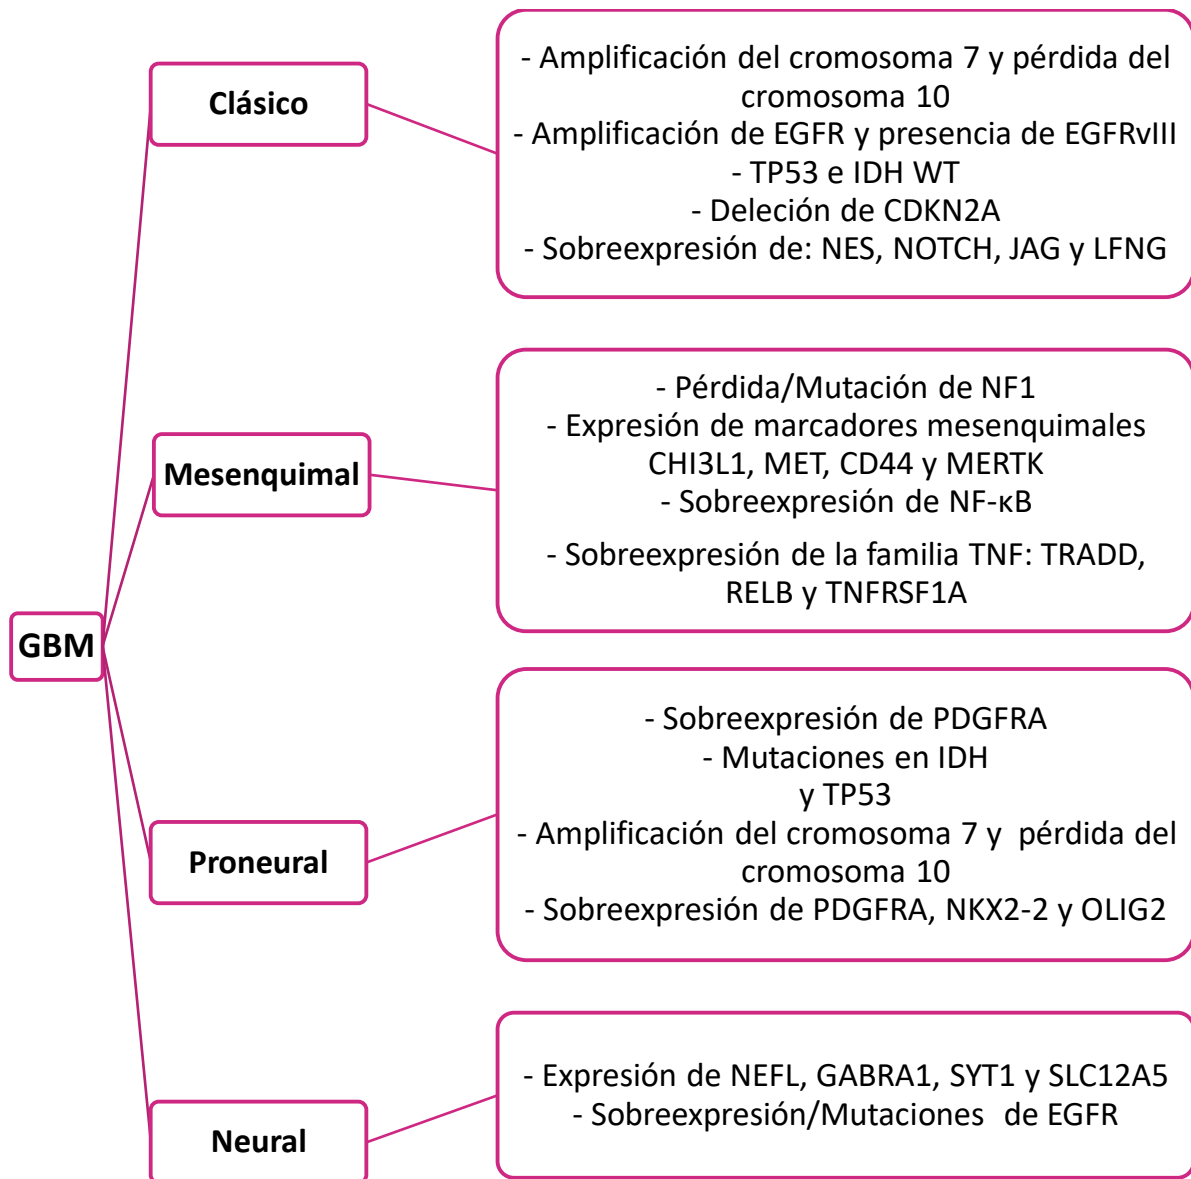 GBM
Clásico
- Amplificación del cromosoma 7 y pérdida del
cromosoma 10
- Amplificación de EGFR y presencia de EGFRvIII
- TP53 e IDH WT
- Deleción de CDKN2A
- Sobreexpresión de: NES, NOTCH, JAG y LFNG
Mesenquimal
- Pérdida/Mutación de NF1
- Expresión de marcadores mesenquimales
CHI3L1, MET, CD44 y MERTK
- Sobreexpresión de NF-κB
- Sobreexpresión de la familia TNF: TRADD,
RELB y TNFRSF1A
Proneural
- Sobreexpresión de PDGFRA
- Mutaciones en IDH
y TP53
- Amplificación del cromosoma 7 y pérdida del
cromosoma 10
- Sobreexpresión de PDGFRA, NKX2-2 y OLIG2
Neural
- Expresión de NEFL, GABRA1, SYT1 y SLC12A5
- Sobreexpresión/Mutaciones de EGFR